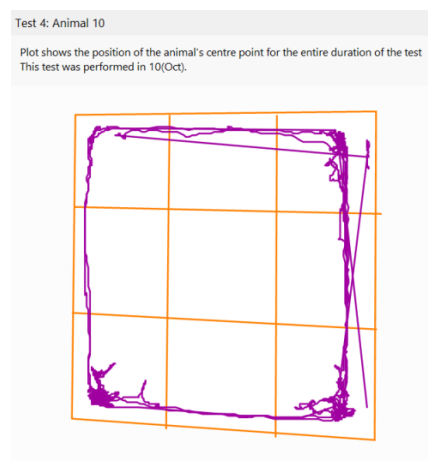 Test 4: Animal 10
Plot shows the position of the animal's centre point for the entire duration of the test
This test was performed in 10(Oct).